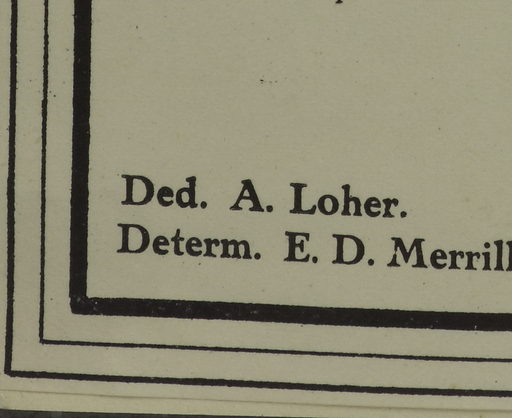 Ded. A. Loher.
Determ. E. D. Merrill